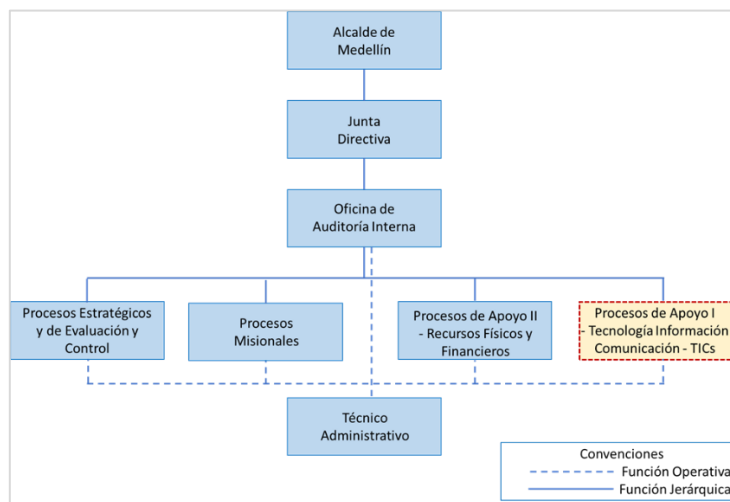 Alcalde de
Medellín
Junta
Directiva
Oficina de
Auditoría Interna
Procesos Estratégicos
y de Evaluación y
Control
Procesos
Misionales
Procesos de Apoyo II
- Recursos Físicos y
Financieros
Procesos de Apoyo I
- Tecnología Información
Comunicación - TICs
Técnico
Administrativo
Convenciones
Función Operativa
Función Jerárquica